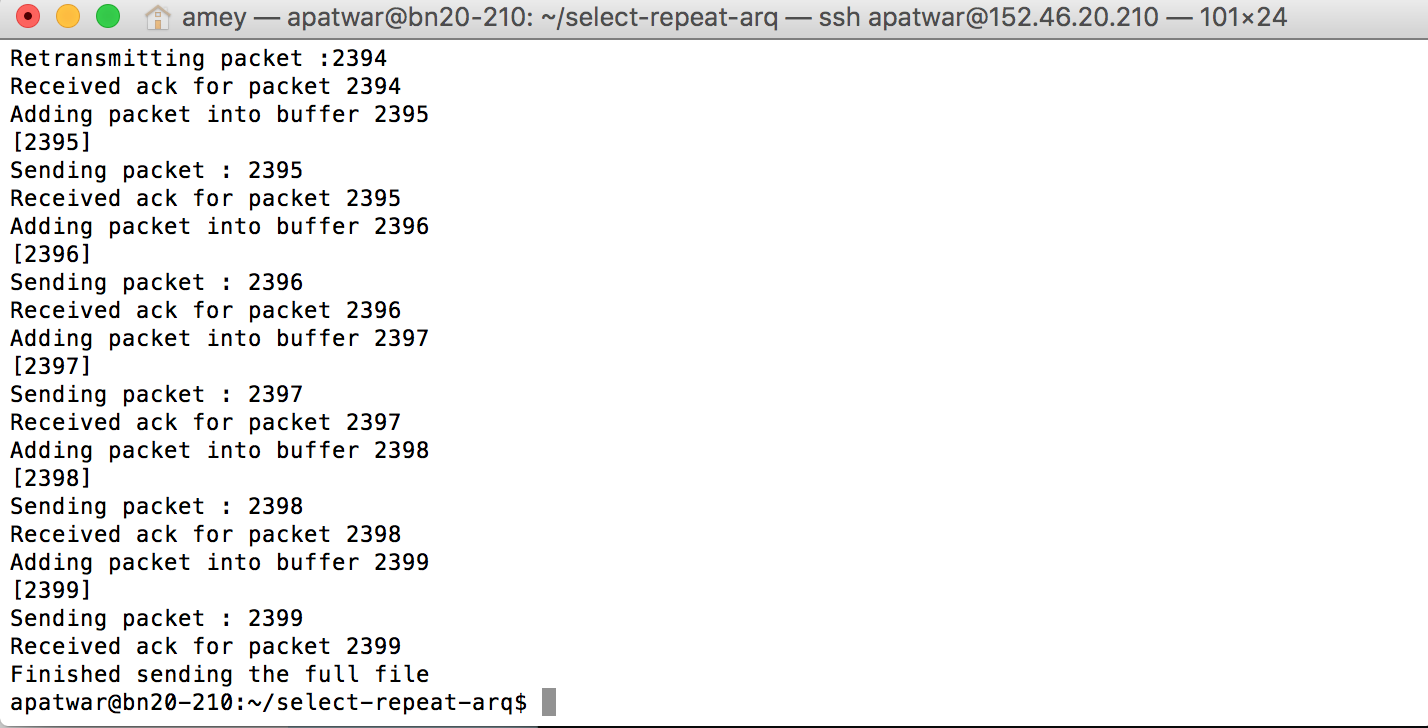 amey — apatwar@bn20-210: ~/select-repeat-arq — ssh apatwar@152.46.20.210 — 101×24
Retransmitting packet :2394
Received ack for packet 2394
Adding packet into buffer 2395
[2395]
Sending packet : 2395
Received ack for packet 2395
Adding packet into buffer 2396
[2396]
Sending packet : 2396
Received ack for packet 2396
Adding packet into buffer 2397
[2397]
Sending packet : 2397
Received ack for packet 2397
Adding packet into buffer 2398
[2398]
Sending packet : 2398
Received ack for packet 2398
Adding packet into buffer 2399
[2399]
Sending packet : 2399
Received ack for packet 2399
Finished sending the full file
apatwar@bn20-210:~/select-repeat-arq$